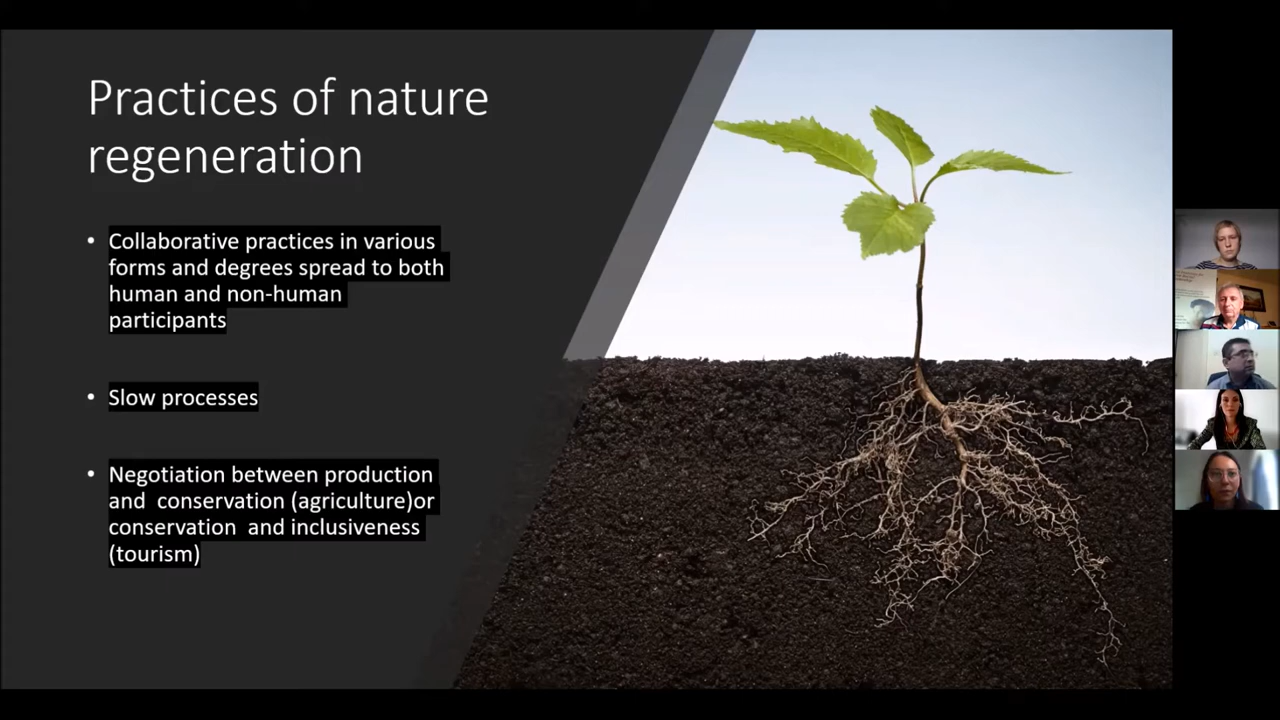 Practices of nature
regeneration
• Collaborative practices in various
forms and degrees spread to both
human and non-human
participants
• Slow processes
• Negotiation between production
and  conservation (agriculture)or
conservation  and inclusiveness
(tourism)